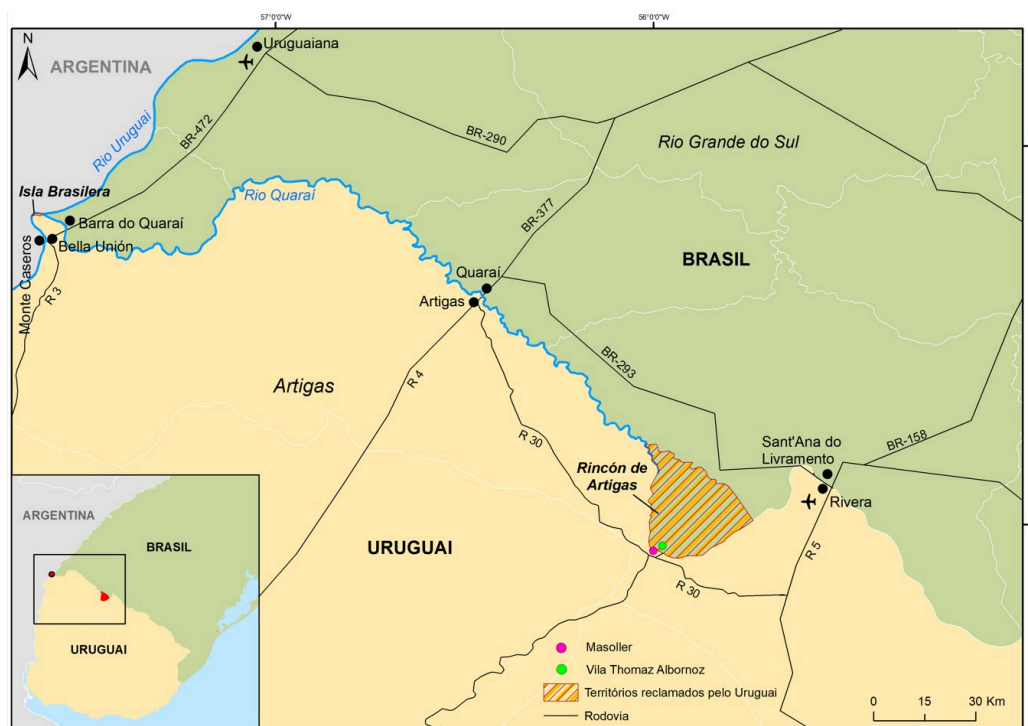 57°0'0"W
56°0'0"W
N
ARGENTINA
Uruguaiana
Rio Uruguai
BR-472
BR-290
Rio Grande do Sul
Isla Brasilera
Rio Quaraí
Barra do Quaraí
Bella Unión
Monte Caseros
R 3
BR-377
BRASIL
Quaraí
Artigas
Artigas
R 4
BR-293
R 30
Sant'Ana do
Livramento
BR-158
Rincón de
Artigas
Rivera
URUGUAI
R 5
R 30
ARGENTINA
BRASIL
URUGUAI
Masoller
Vila Thomaz Albornoz
Territórios reclamados pelo Uruguai
Rodovia
0 15 30 Km